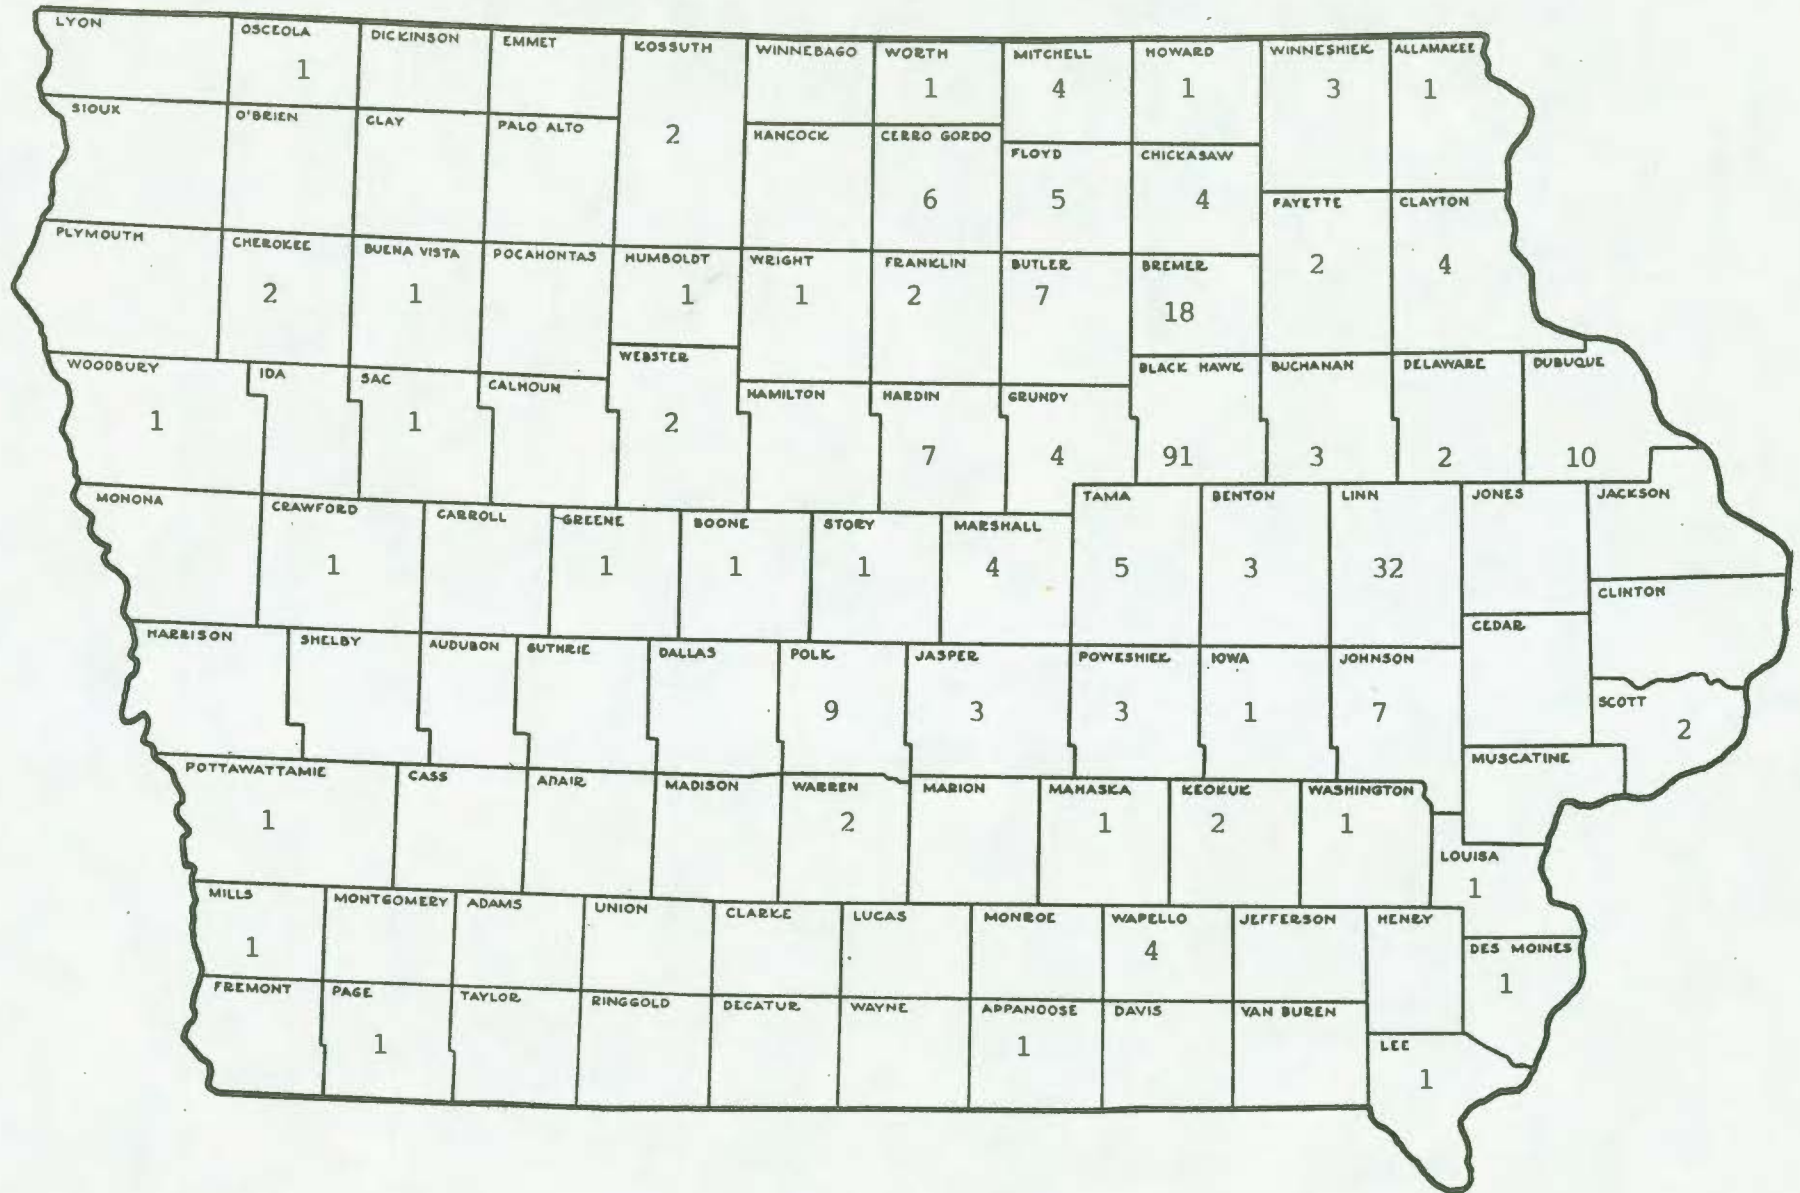 LYON OSCEOLA DICKINSON EMMET KOSSUTH WINNEBAGO WORTH MITCHELL HOWARD WINNESHIEK ALLAMAKEE
1 2 1 4 1 3 1
SIOUX O'BRIEN CLAY PALO ALTO HANCOCK CERRO GORDO FLOYD CHICKASAW FAYETTE CLAYTON
6 5 4 2 4
PLYMOUTH CHEROKEE BUENA VISTA POCAHONTAS HUMBOLDT WRIGHT FRANKLIN BUTLER BREMER
2 1 1 1 2 7 18
WOODBURY IDA SAC CALHOUN WEBSTER HAMILTON HARDIN GRUNDY BLACK HAWK BUCHANAN DELAWARE DUBUQUE
1 1 2 7 4 91 3 2 10
MONONA CRAWFORD CARROLL GREENE BOONE STORY MARSHALL TAMA BENTON LINN JONES JACKSON
1 1 1 1 4 5 3 32
CLINTON
CEDAR
HARRISON SHELBY AUDUBON GUTHRIE DALLAS POLK JASPER POWESHIEK IOWA JOHNSON SCOTT
9 3 3 1 7 2
POTTAWATTAMIE CASS ADAIR MADISON WARREN MARION MAHASKA KEOKUK WASHINGTON MUSCATINE
1 2 1 2 1
LOUISA
1
MILLS MONTGOMERY ADAMS UNION CLARKE LUCAS MONROE WAPELLO JEFFERSON HENRY DES MOINES
1 4 1
FREMONT PAGE TAYLOR RINGGOLD DECATUR WAYNE APPANOOSE DAVIS VAN BUREN LEE
1 1 1